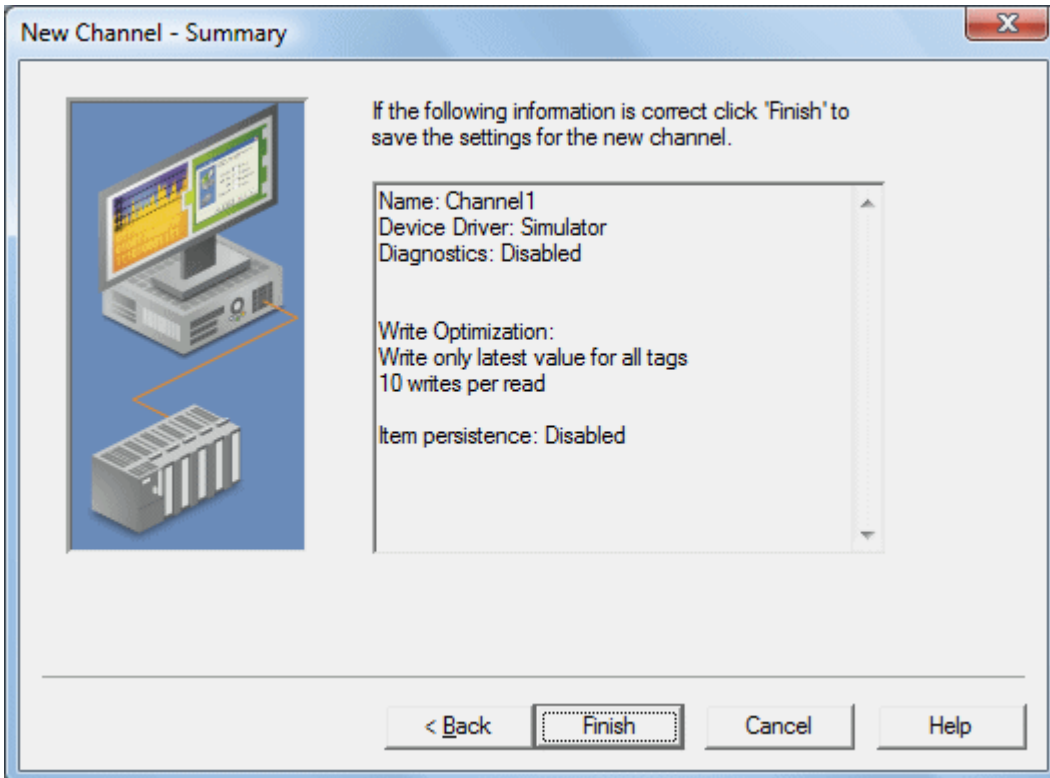 New Channel - Summary
If the following information is correct click 'Finish' to
save the settings for the new channel.
Name: Channel1
Device Driver: Simulator
Diagnostics: Disabled
Write Optimization:
Write only latest value for all tags
10 writes per read
Item persistence: Disabled
< Back
Finish
Cancel
Help